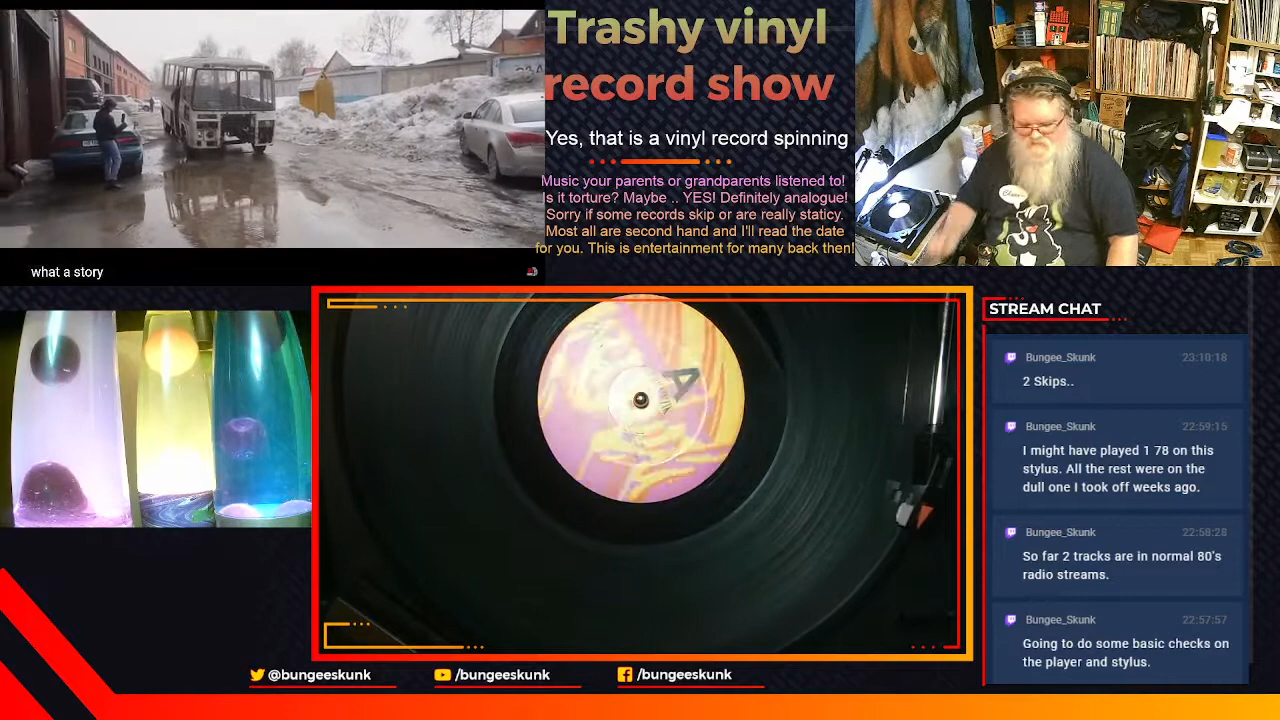 Trashy vinyl
record show
Yes, that is a vinyl record spinning
Music your parents or grandparents listened to!
Is it torture? Maybe .. YES! Definitely analogue!
Sorry if some records skip or are really staticy.
Most all are second hand and I'll read the date
for you. This is entertainment for many back then!
what a story
STREAM CHAT
Bungee_Skunk 23:10:18
2 Skips..
Bungee_Skunk 22:59:15
I might have played 1 78 on this
stylus. All the rest were on the
dull one I took off weeks ago.
Bungee_Skunk 22:58:28
So far 2 tracks are in normal 80's
radio streams.
Bungee_Skunk 22:57:57
Going to do some basic checks on
the player and stylus.
A
@bungeeskunk
/bungeeskunk
/bungeeskunk